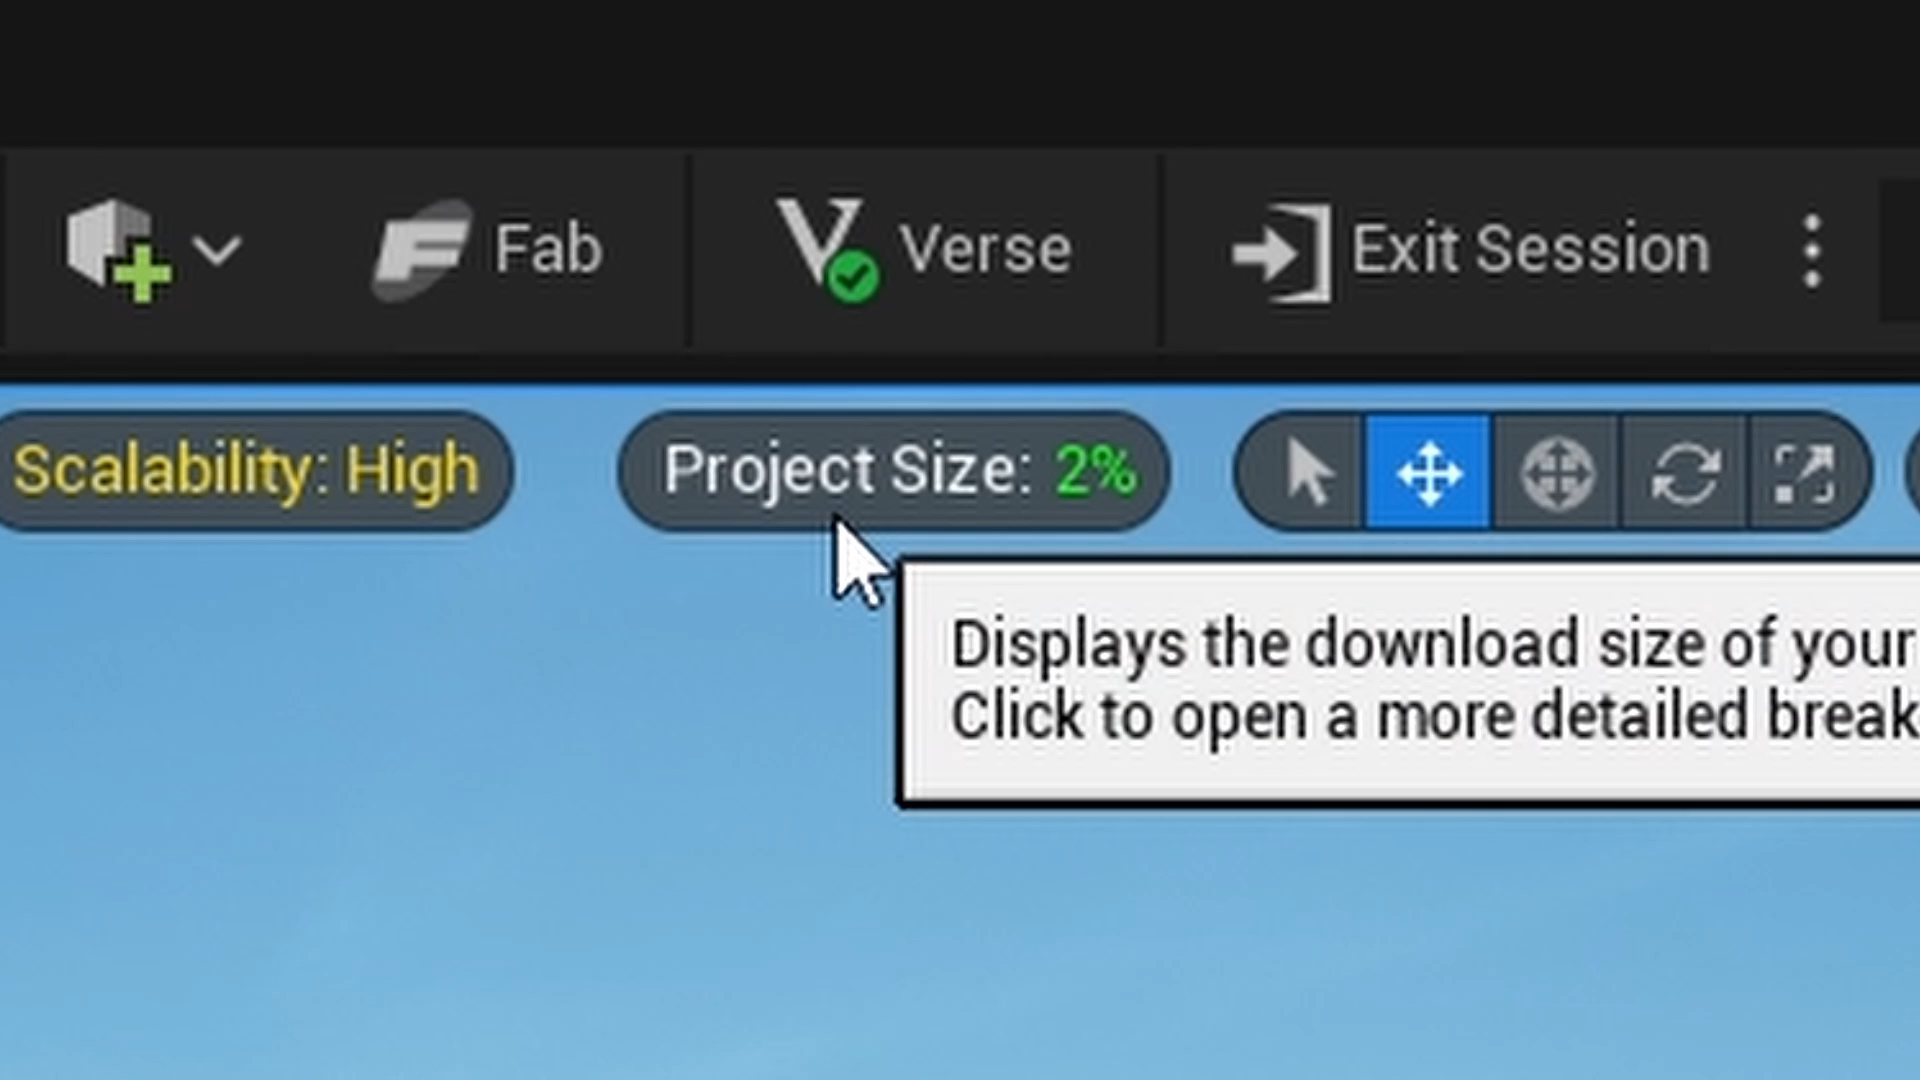 Fab
Verse
Exit Session
Scalability: High
Project Size: 2%
Displays the download size of your
Click to open a more detailed break